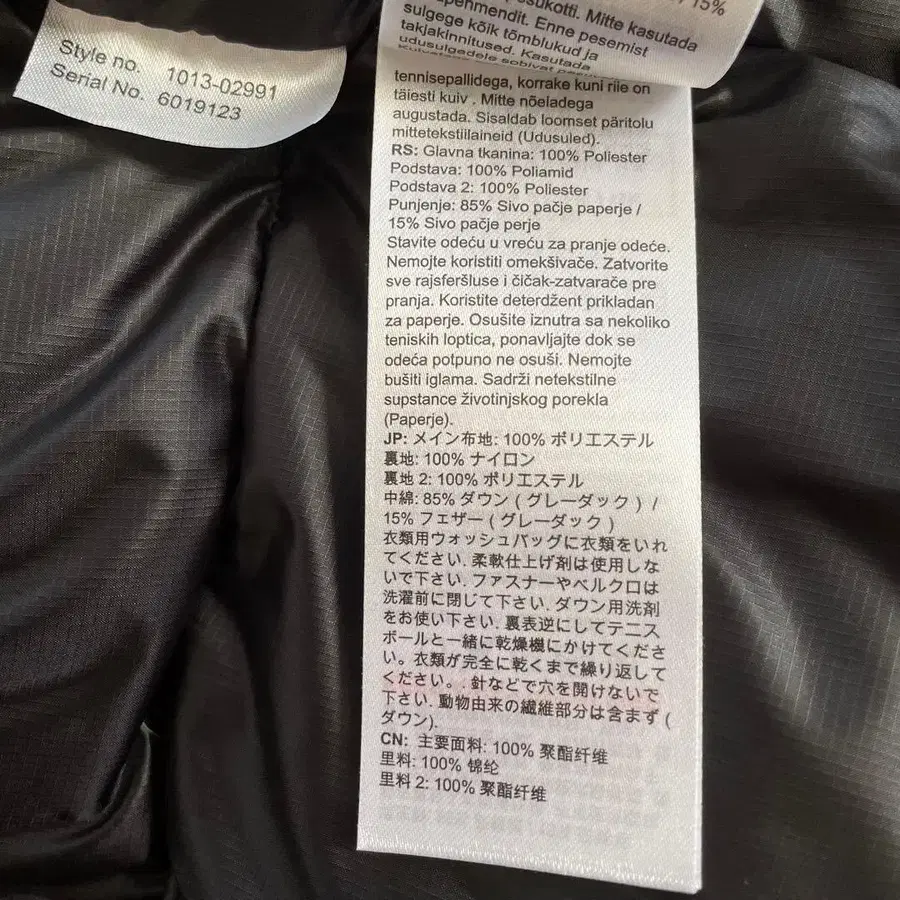 Style no. 1013-02991
Serial No. 6019123
15%
Mitte kasutada
sulgege kõik tõmblukud ja
takjakinnitused. Kasutada
udusulgedele sobivat
tennisepallidega, korrake kuni riie on
täiesti kuiv . Mitte nõeladega
augustada. Sisaldab loomset päritolu
mittetekstiilaineid (Udusuled).
RS: Glavna tkanina: 100% Poliester
Podstava: 100% Poliamid
Podstava 2: 100% Poliester
Punjenje: 85% Sivo pačje paperje /
15% Sivo pačje perje
Stavite odeću u vreću za pranje odeće.
Nemojte koristiti omekšivače. Zatvorite
sve rajsferšluse i čičak-zatvarače pre
pranja. Koristite deterdžent prikladan
za paperje. Osušite iznutra sa nekoliko
teniskih loptica, ponavljajte dok se
odeća potpuno ne osuši. Nemojte
bušiti iglama. Sadrži netekstilne
supstance životinjskog porekla
(Paperje).
JP: メイン布地: 100% ポリエステル
裏地: 100% ナイロン
裏地 2: 100% ポリエステル
中綿: 85% ダウン ( グレーダック ) /
15% フェザー ( グレーダック )
衣類用ウォッシュバッグに衣類をいれ
てください. 柔軟仕上げ剤は使用しな
いで下さい. ファスナーやベルクロは
洗濯前に閉じて下さい. ダウン用洗剤
をお使い下さい. 裏表逆にしてテニス
ボールと一緒に乾燥機にかけてくださ
い。衣類が完全に乾くまで繰り返して
ください。. 針などで穴を開けないで
下さい. 動物由来の繊維部分は含まず (
ダウン).
CN: 主要面料: 100% 聚酯纤维
里料: 100% 锦纶
里料 2: 100% 聚酯纤维